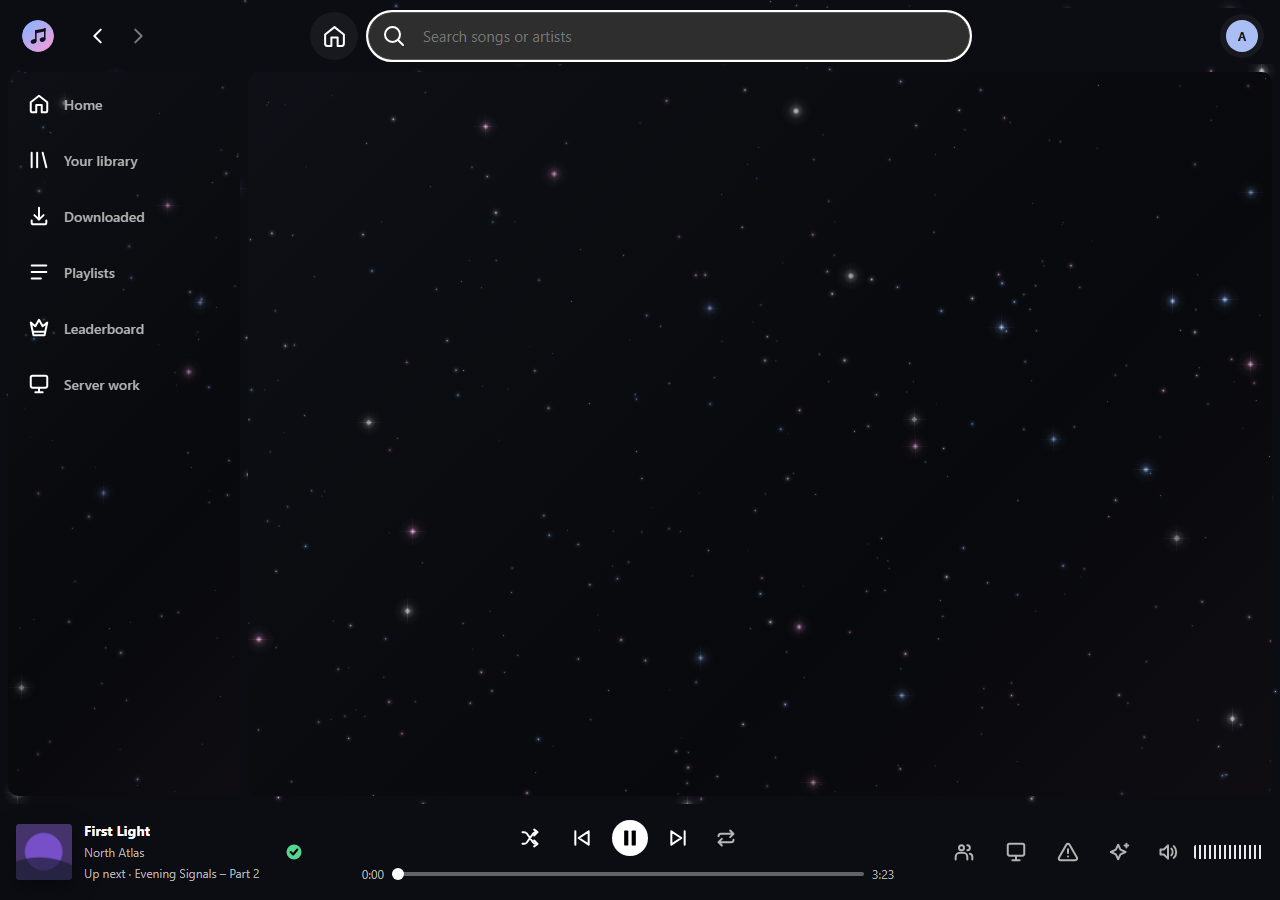 Search songs or artists
A
Home
Your library
Downloaded
Playlists
Leaderboard
Server work
First Light
North Atlas
Up next · Evening Signals – Part 2
0:00
3:23